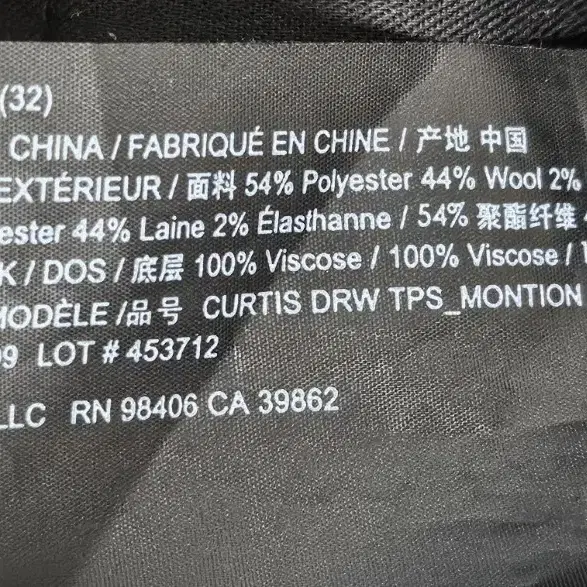 (32)
CHINA / FABRIQUÉ EN CHINE / 产地 中国
EXTÉRIEUR / 面料 54% Polyester 44% Wool 2%
ester 44% Laine 2% Élasthanne / 54% 聚酯纤维
K / DOS / 底层 100% Viscose / 100% Viscose /
MODÈLE /品号 CURTIS DRW TPS_MONTION
99 LOT # 453712
LLC RN 98406 CA 39862